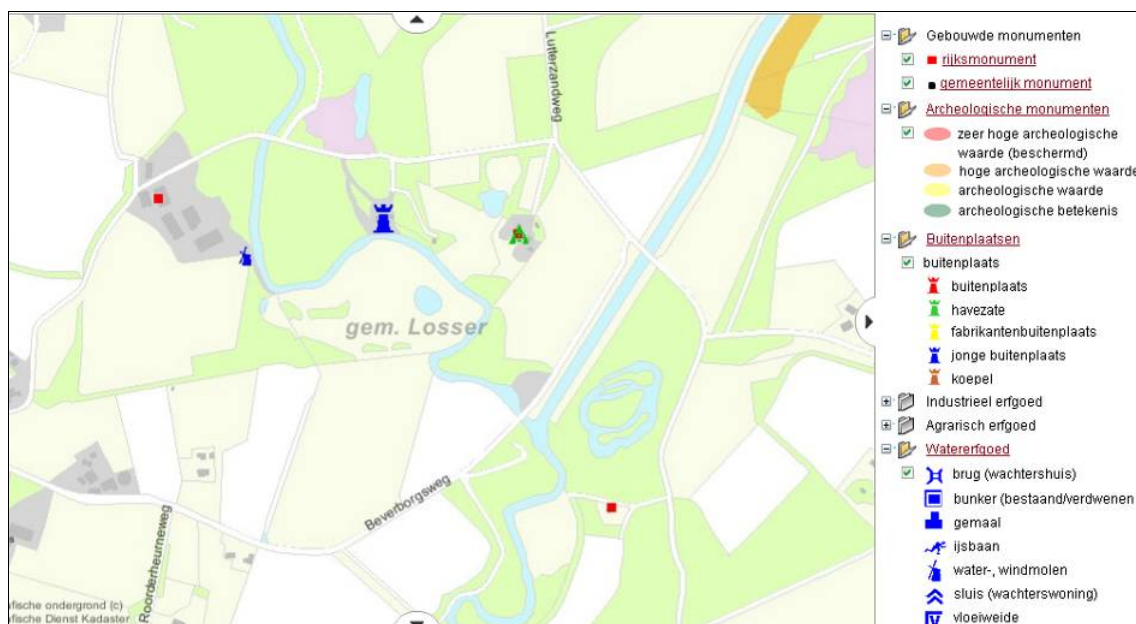 Lutterzandweg
gem. Losser
Beverborgsweg
Roorderheurneweg
fische ondergrond (c)
fische Dienst Kadaster
Gebouwde monumenten
rijksmonument
gemeentelijk monument
Archeologische monumenten
zeer hoge archeologische
waarde (beschermd)
hoge archeologische waarde
archeologische waarde
archeologische betekenis
Buitenplaatsen
buitenplaats
buitenplaats
havezate
fabrikantenbuitenplaats
jonge buitenplaats
koepel
Industrieel erfgoed
Agrarisch erfgoed
Watererfgoed
brug (wachtershuis)
bunker (bestaand/verdwenen
gemaal
ijsbaan
water-, windmolen
sluis (wachterswoning)
vloeiweide